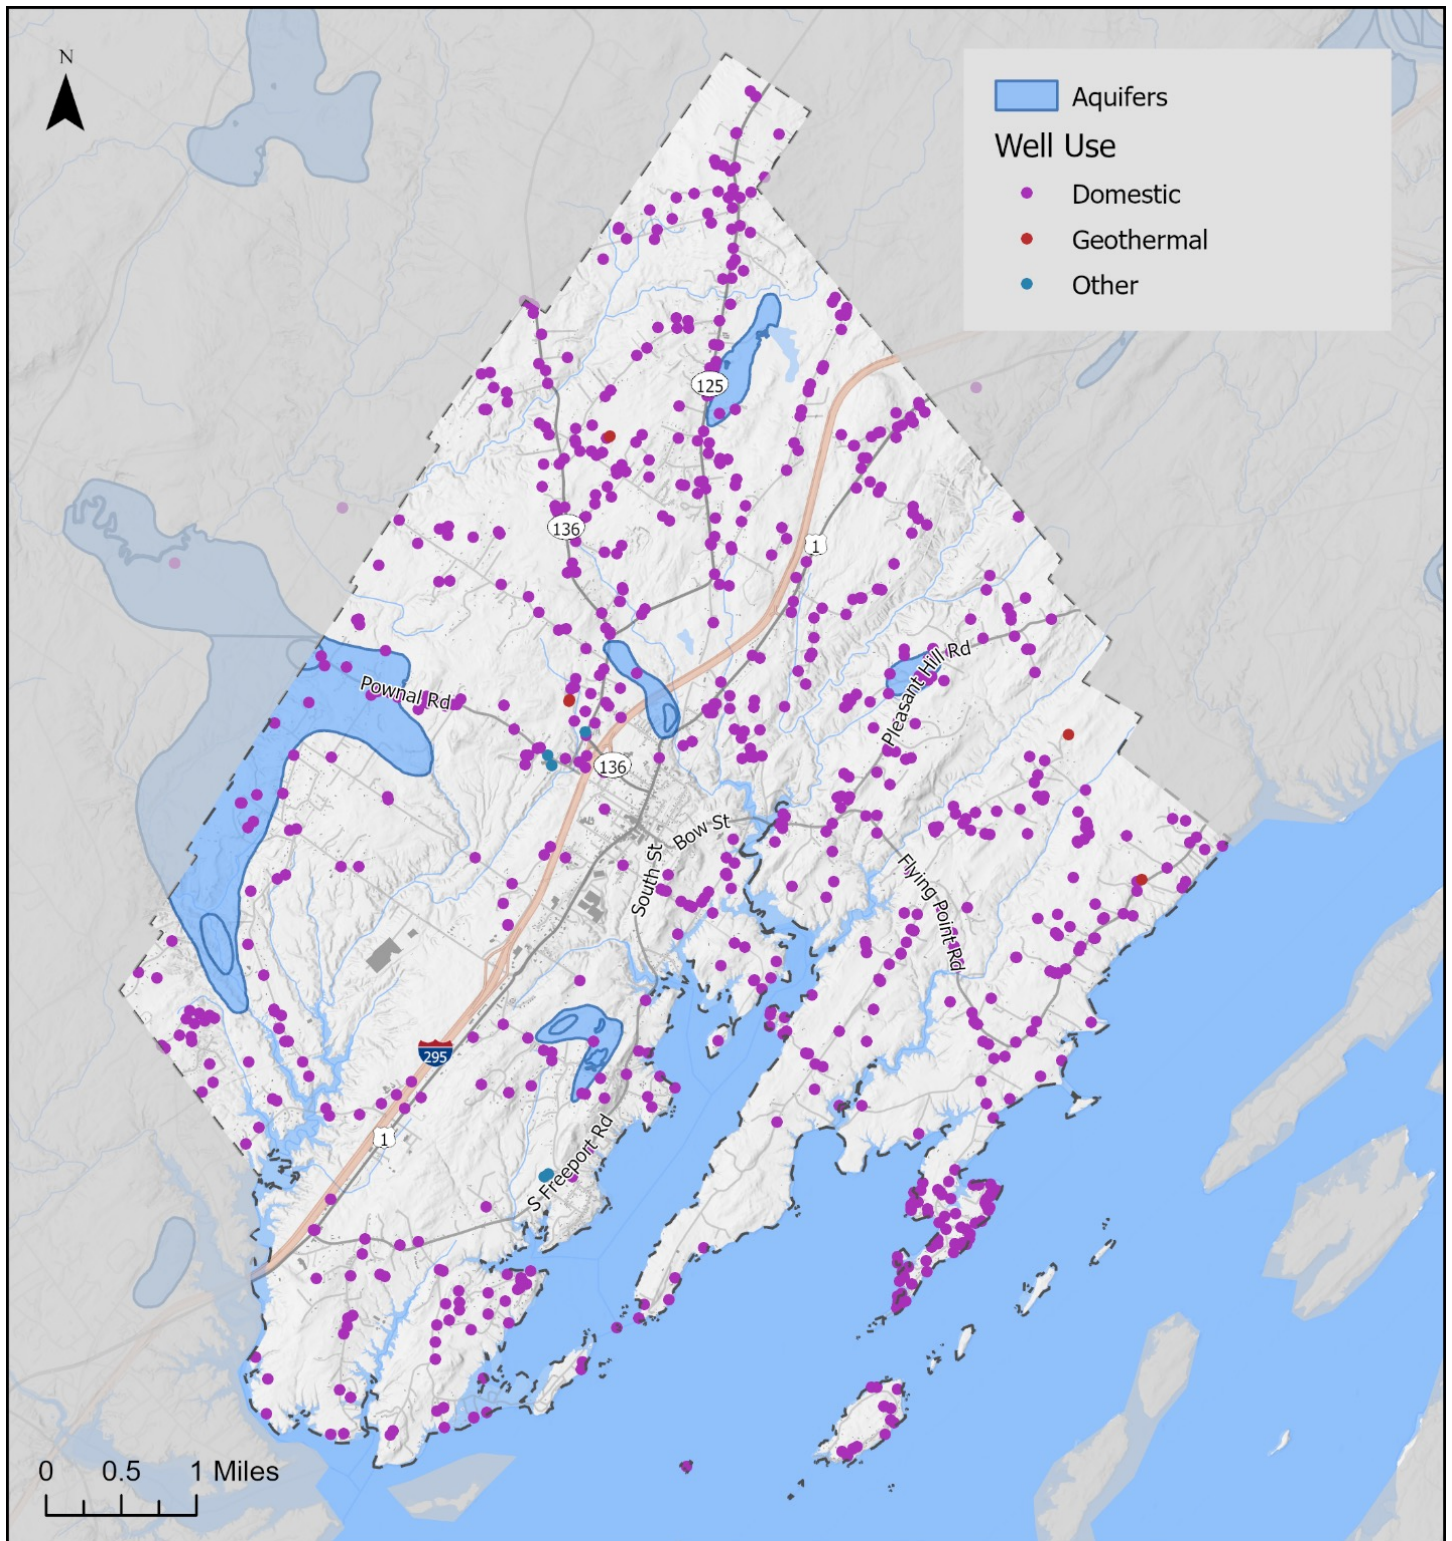 N
Aquifers
Well Use
Domestic
Geothermal
Other
125
136
1
Pleasant Hill Rd
Pownal Rd
136
Bow St
South St
Flying Point Rd
295
1
S Freeport Rd
0 0.5 1 Miles